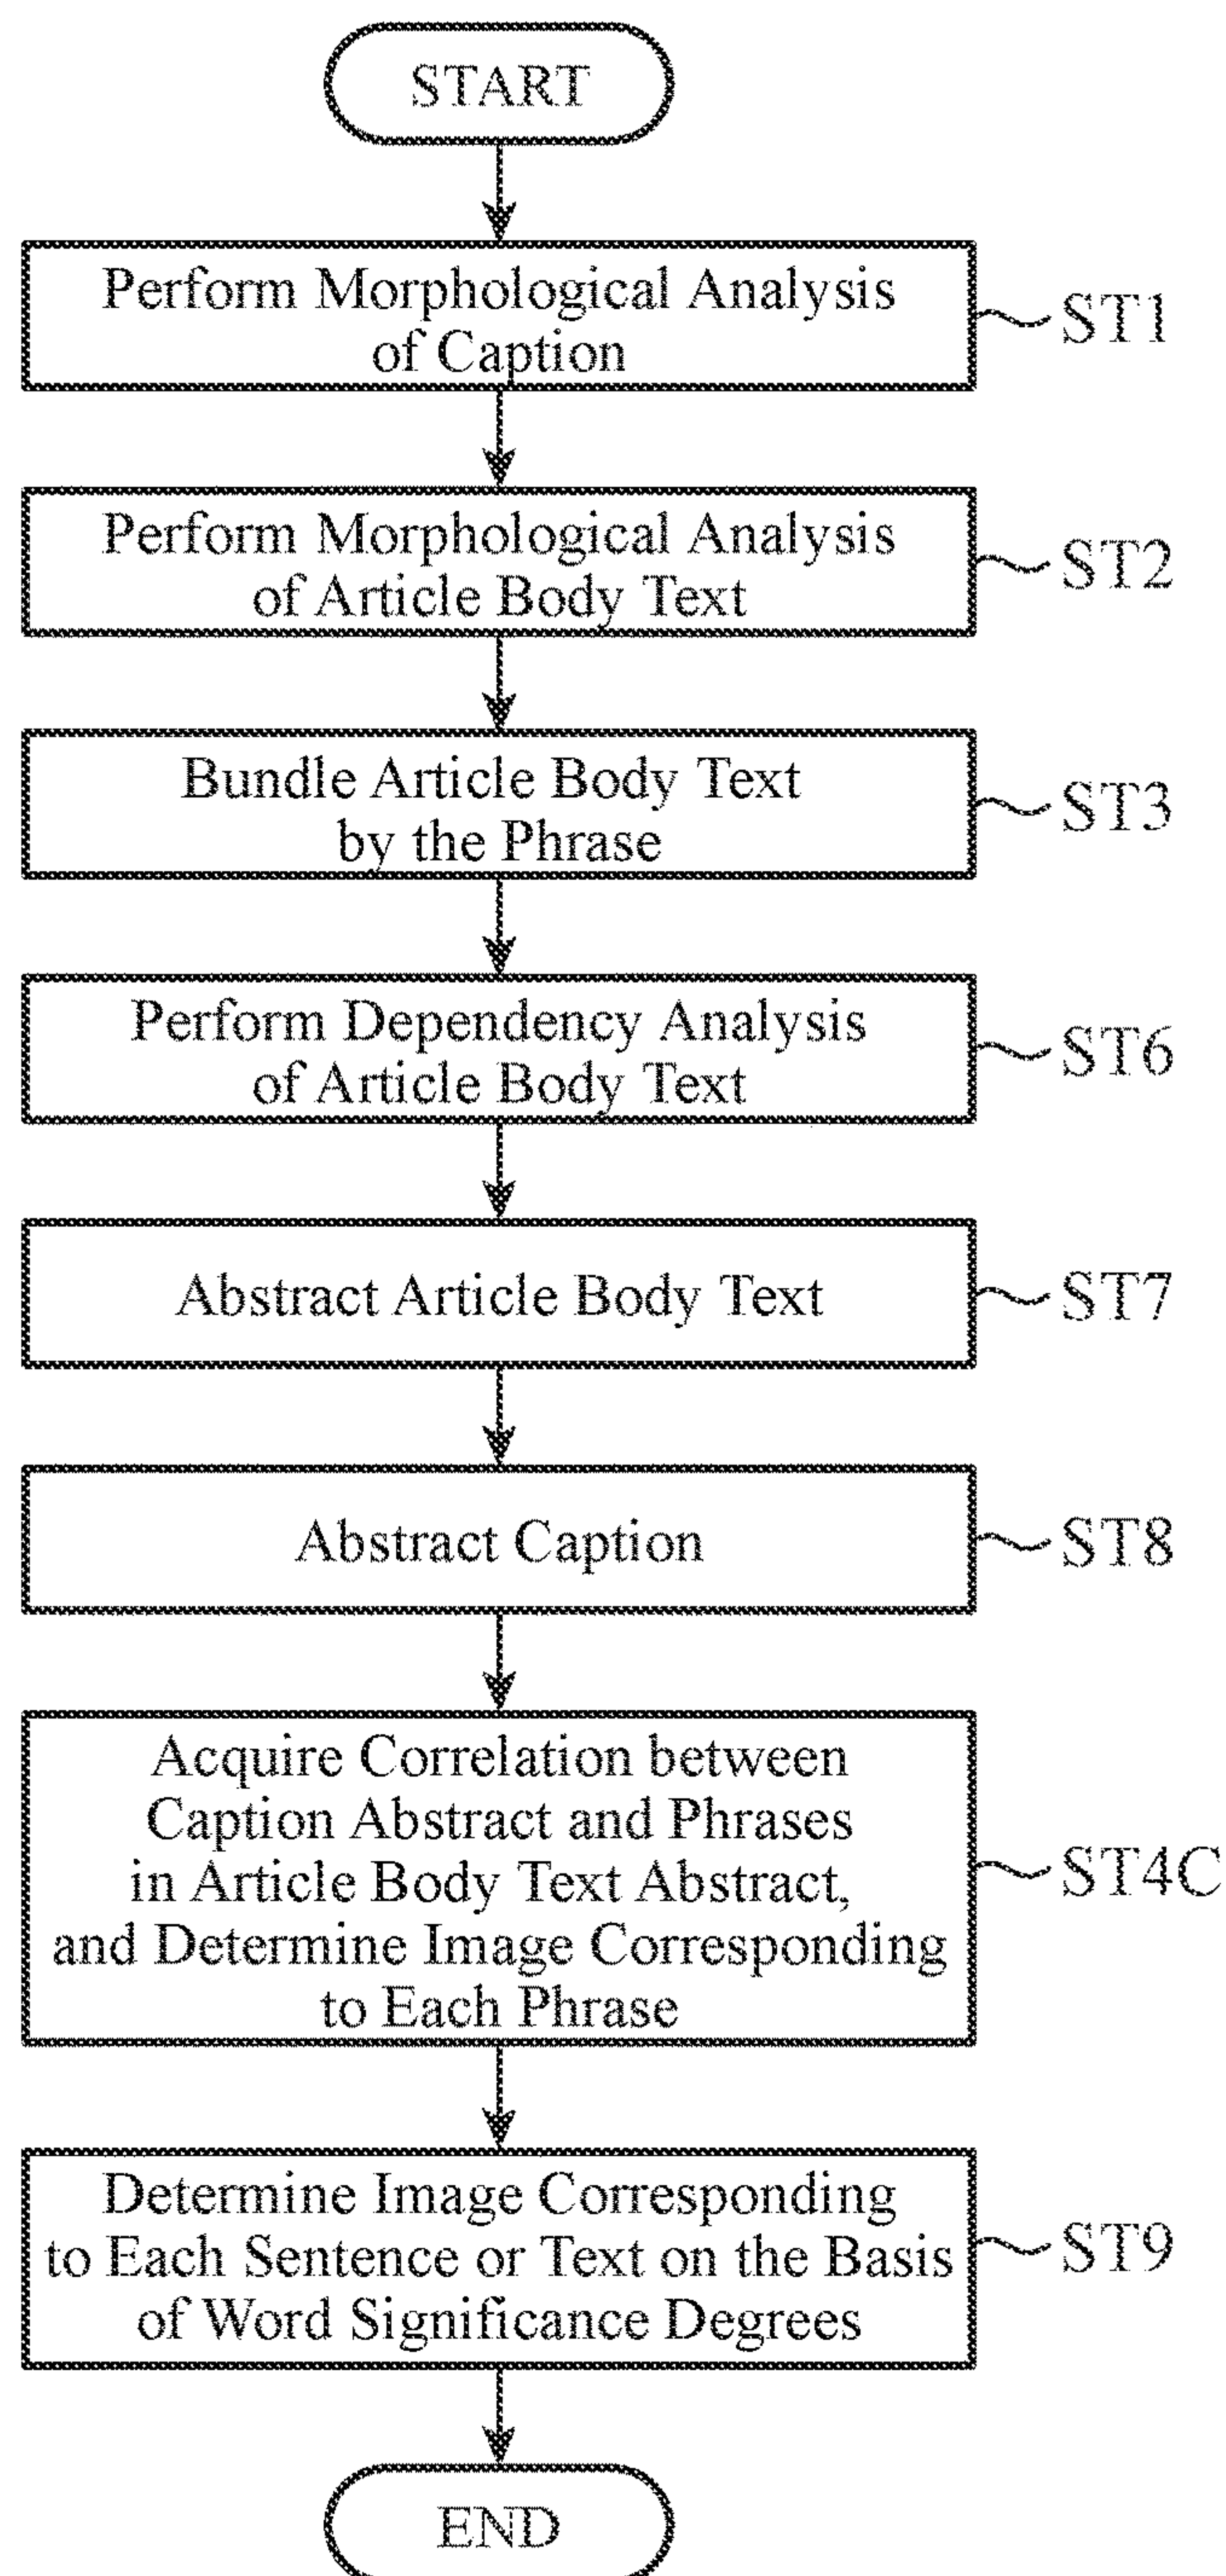 START
Perform Morphological Analysis
of Caption
ST1
Perform Morphological Analysis
of Article Body Text
ST2
Bundle Article Body Text
by the Phrase
ST3
Perform Dependency Analysis
of Article Body Text
ST6
Abstract Article Body Text
ST7
Abstract Caption
ST8
Acquire Correlation between
Caption Abstract and Phrases
in Article Body Text Abstract,
and Determine Image Corresponding
to Each Phrase
ST4C
Determine Image Corresponding
to Each Sentence or Text on the Basis
of Word Significance Degrees
ST9
END